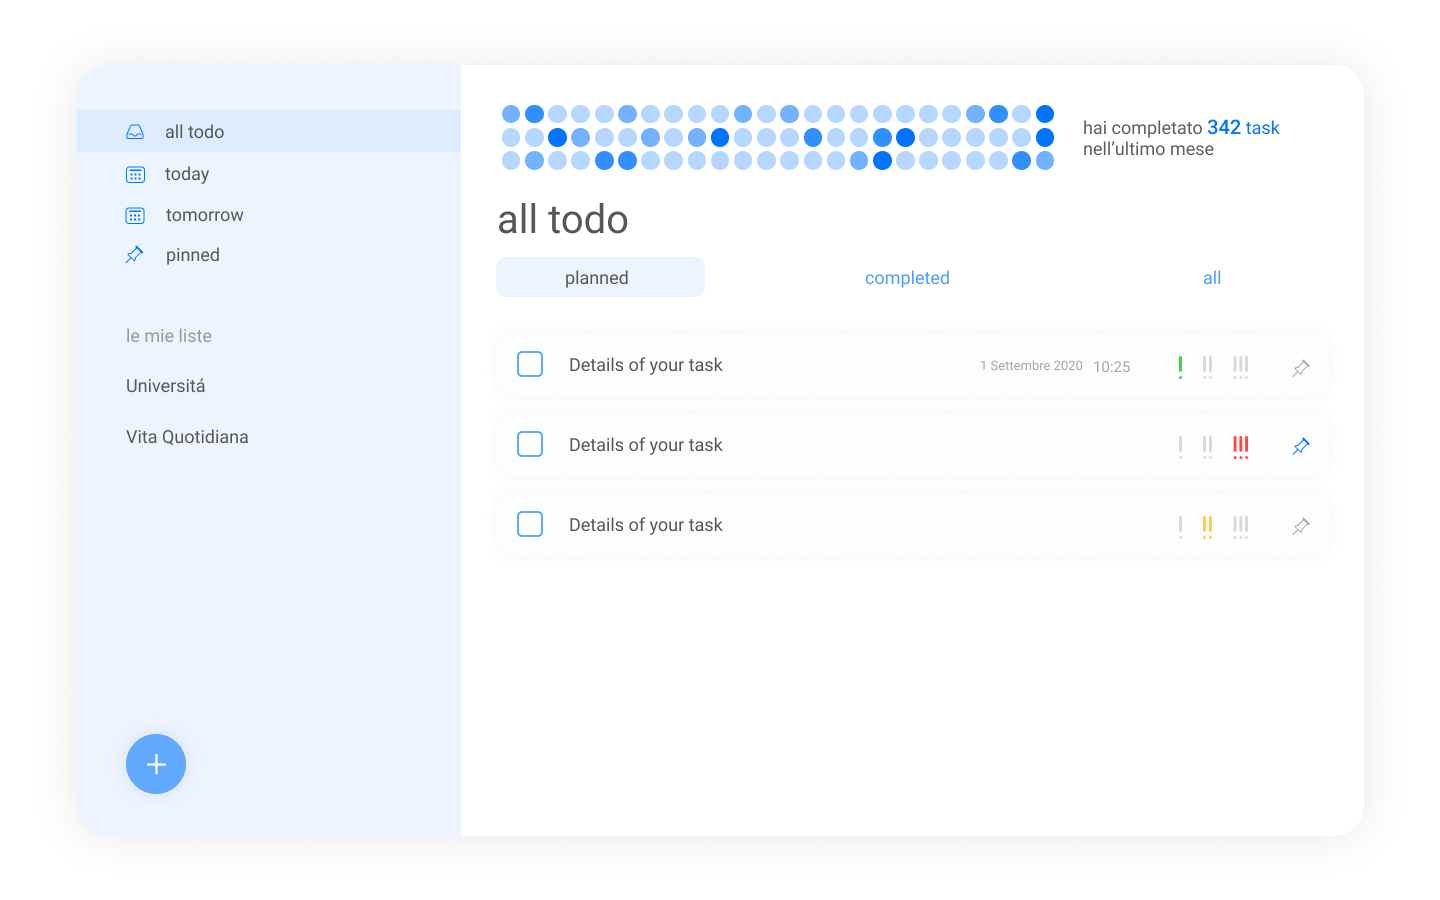 all todo
today
tomorrow
pinned
le mie liste
Universitá
Vita Quotidiana
hai completato 342 task
nell’ultimo mese
all todo
planned completed all
Details of your task 1 Settembre 2020 10:25
Details of your task
Details of your task